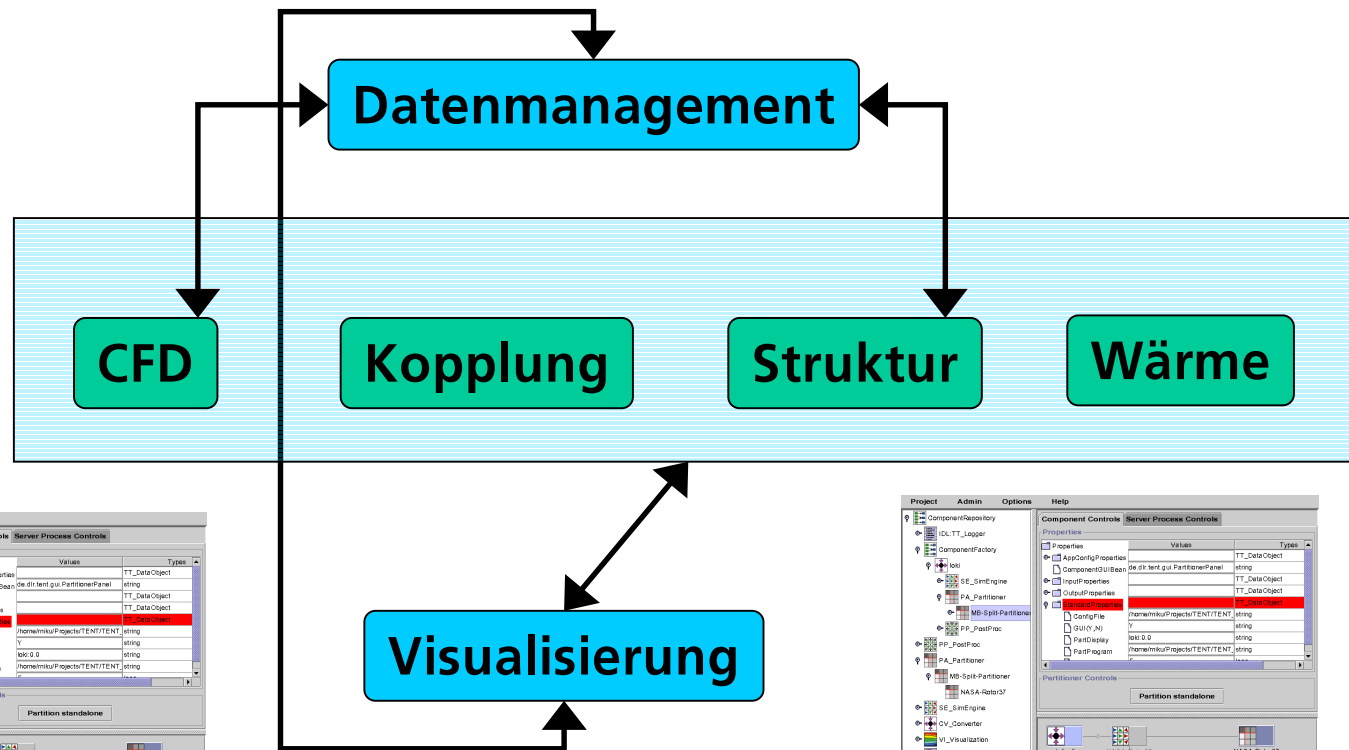 Datenmanagement
CFD
Kopplung
Struktur
Wärme
Visualisierung
Server Process Controls
Values Types
TT_DataObject
de.dlr.tent.gui.PartitionerPanel string
TT_DataObject
TT_DataObject
TT_DataObject
/home/miku/Projects/TENT/TENT_ string
Y string
loki:0.0 string
/home/miku/Projects/TENT/TENT_ string
Partition standalone
Project Admin Options Help
ComponentRepository
IDL:TT_Logger
ComponentFactory
loki
SE_SimEngine
PA_Partitioner
MB-Split-Partitioner
PP_PostProc
PP_PostProc
PA_Partitioner
MB-Split-Partitioner
NASA-Rotor37
SE_SimEngine
CV_Converter
VI_Visualization
Component Controls Server Process Controls
Properties
Properties Values Types
AppConfigProperties TT_DataObject
ComponentGUIBean de.dlr.tent.gui.PartitionerPanel string
InputProperties TT_DataObject
OutputProperties TT_DataObject
StandardProperties TT_DataObject
ConfigFile /home/miku/Projects/TENT/TENT_ string
GUI(Y,N) Y string
PartDisplay loki:0.0 string
PartProgram /home/miku/Projects/TENT/TENT_ string
Partitioner Controls
Partition standalone